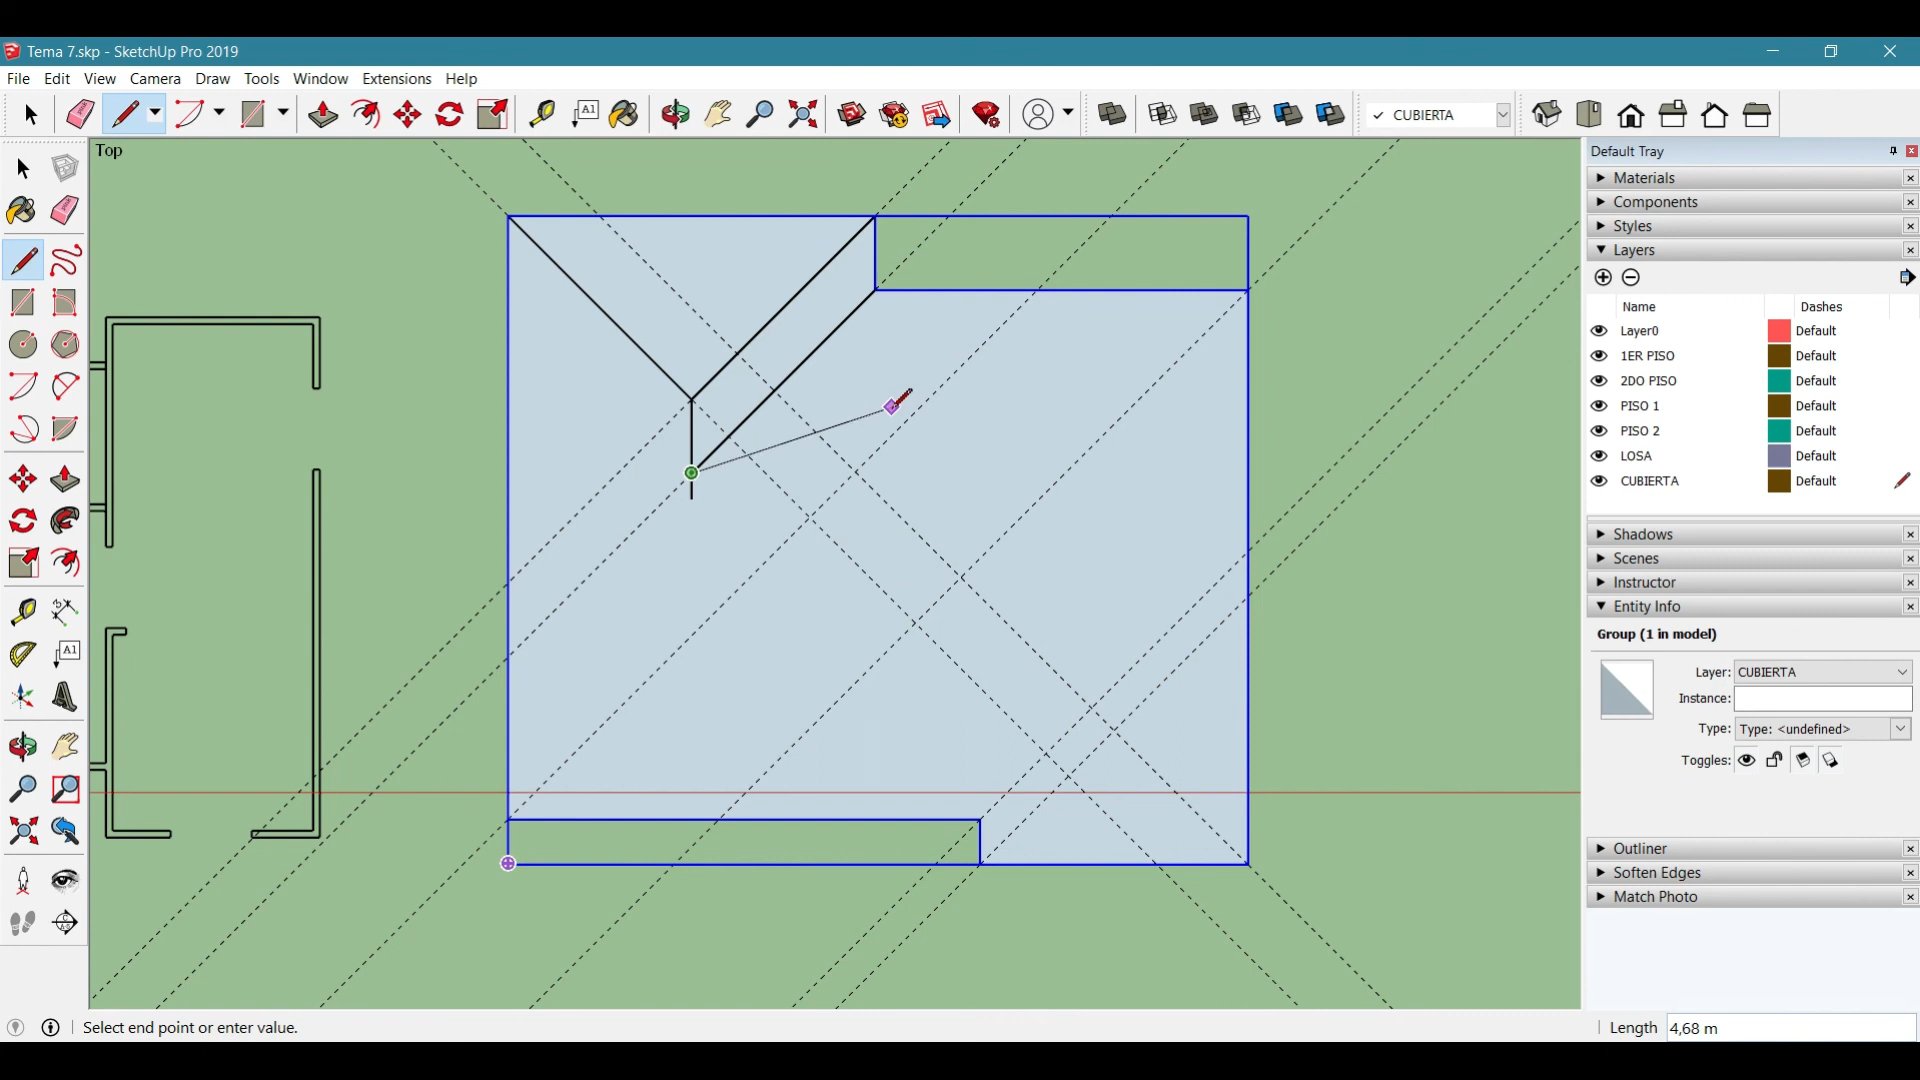 Tema 7.skp - SketchUp Pro 2019
File Edit View Camera Draw Tools Window Extensions Help
A1
✓ CUBIERTA
Top
Default Tray
Materials
Components
Styles
Layers
Name Dashes
Layer0 Default
1ER PISO Default
2DO PISO Default
PISO 1 Default
PISO 2 Default
LOSA Default
CUBIERTA Default
Shadows
Scenes
Instructor
Entity Info
Group (1 in model)
Layer: CUBIERTA
Instance:
Type: Type: <undefined>
Toggles:
A1
Outliner
Soften Edges
Match Photo
Select end point or enter value.
Length 4,68 m